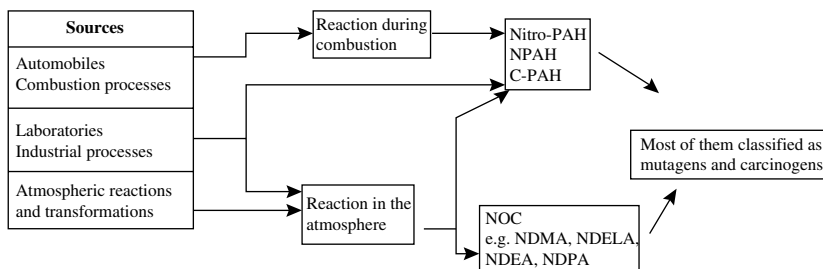 Sources
Automobiles
Combustion processes
Laboratories
Industrial processes
Atmospheric reactions
and transformations
Reaction during
combustion
Reaction in the
atmosphere
Nitro-PAH
NPAH
C-PAH
NOC
e.g. NDMA, NDELA,
NDEA, NDPA
Most of them classified as
mutagens and carcinogens